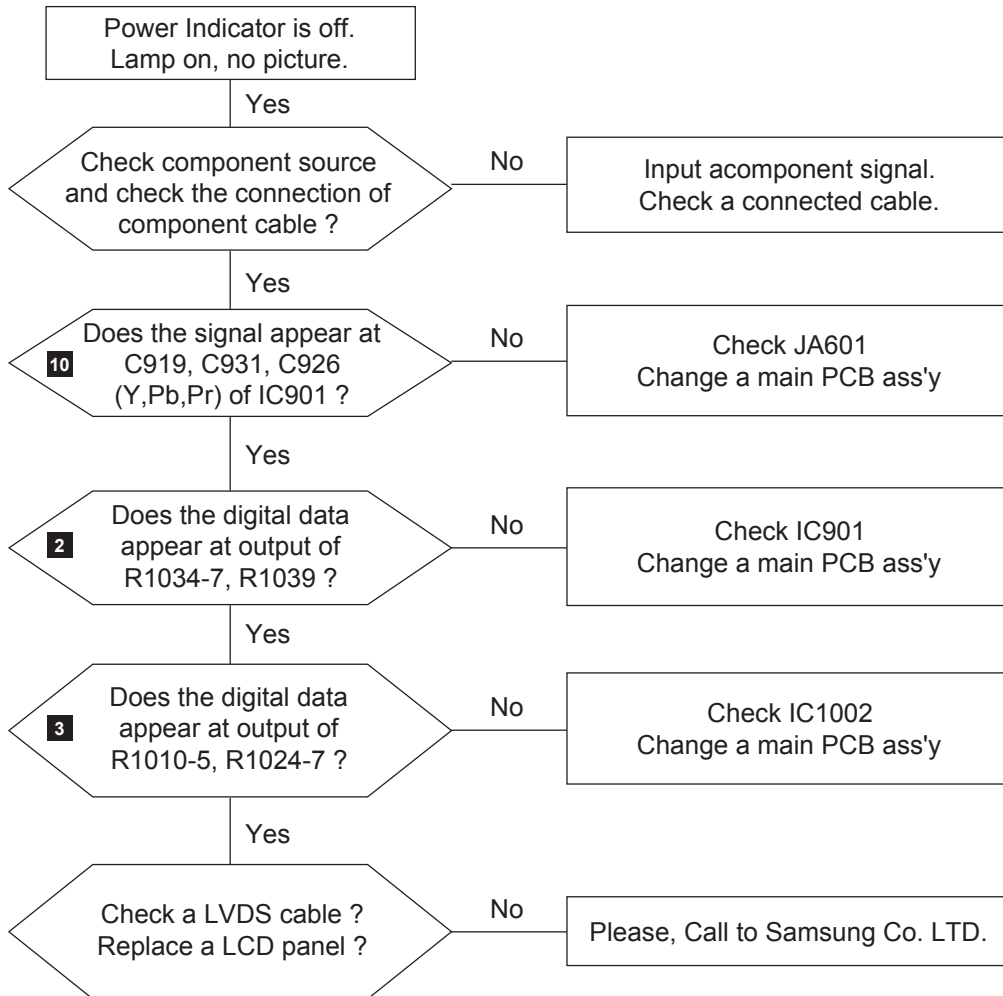 Power Indicator is off.
Lamp on, no picture.
Yes
Check component source
and check the connection of
component cable ?
No
Input acomponent signal.
Check a connected cable.
Yes
Does the signal appear at
10
C919, C931, C926
(Y,Pb,Pr) of IC901 ?
No
Check JA601
Change a main PCB ass'y
Yes
Does the digital data
2
appear at output of
R1034-7, R1039 ?
No
Check IC901
Change a main PCB ass'y
Yes
Does the digital data
3
appear at output of
R1010-5, R1024-7 ?
No
Check IC1002
Change a main PCB ass'y
Yes
Check a LVDS cable ?
Replace a LCD panel ?
No
Please, Call to Samsung Co. LTD.